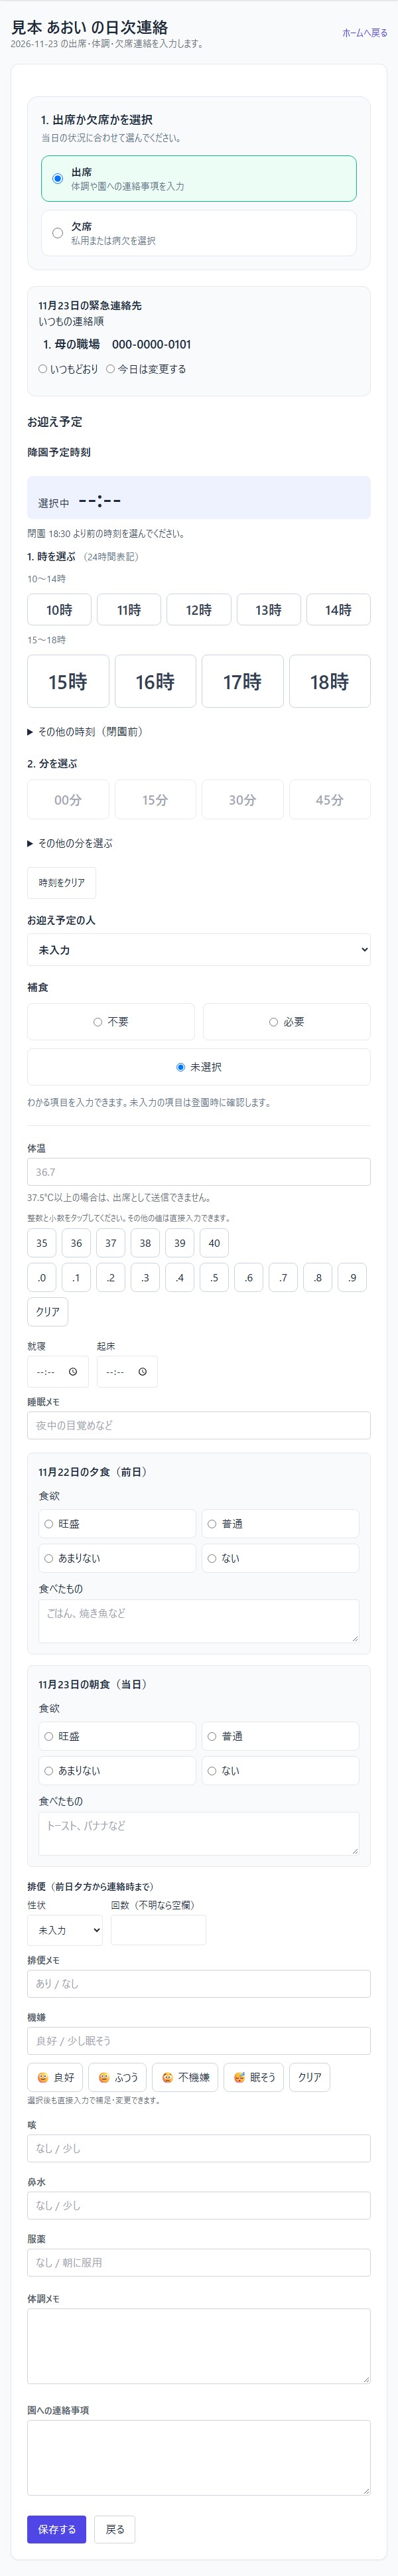 見本 あおい の日次連絡
ホームへ戻る
2026-11-23 の出席・体調・欠席連絡を入力します。
1. 出席か欠席かを選択
当日の状況に合わせて選んでください。
出席
体調や園への連絡事項を入力
欠席
私用または病欠を選択
11月23日の緊急連絡先
いつもの連絡順
1. 母の職場 000-0000-0101
いつもどおり 今日は変更する
お迎え予定
降園予定時刻
選択中 --:--
閉園 18:30 より前の時刻を選んでください。
1. 時を選ぶ (24時間表記)
10〜14時
10時 11時 12時 13時 14時
15〜18時
15時 16時 17時 18時
▶ その他の時刻（閉園前）
2. 分を選ぶ
00分 15分 30分 45分
▶ その他の分を選ぶ
時刻をクリア
お迎え予定の人
未入力
補食
不要 必要
未選択
わかる項目を入力できます。未入力の項目は登園時に確認します。
体温
36.7
37.5℃以上の場合は、出席として送信できません。
整数と小数をタップしてください。その他の値は直接入力できます。
35 36 37 38 39 40
.0 .1 .2 .3 .4 .5 .6 .7 .8 .9
クリア
就寝 起床
--:-- --:--
睡眠メモ
夜中の目覚めなど
11月22日の夕食（前日）
食欲
旺盛 普通
あまりない ない
食べたもの
ごはん、焼き魚など
11月23日の朝食（当日）
食欲
旺盛 普通
あまりない ない
食べたもの
トースト、バナナなど
排便（前日夕方から連絡時まで）
性状 回数（不明なら空欄）
未入力
排便メモ
あり / なし
機嫌
良好 / 少し眠そう
😀 良好 😐 ふつう 😣 不機嫌 😴 眠そう クリア
選択後も直接入力で補足・変更できます。
咳
なし / 少し
鼻水
なし / 少し
服薬
なし / 朝に服用
体調メモ
園への連絡事項
保存する 戻る